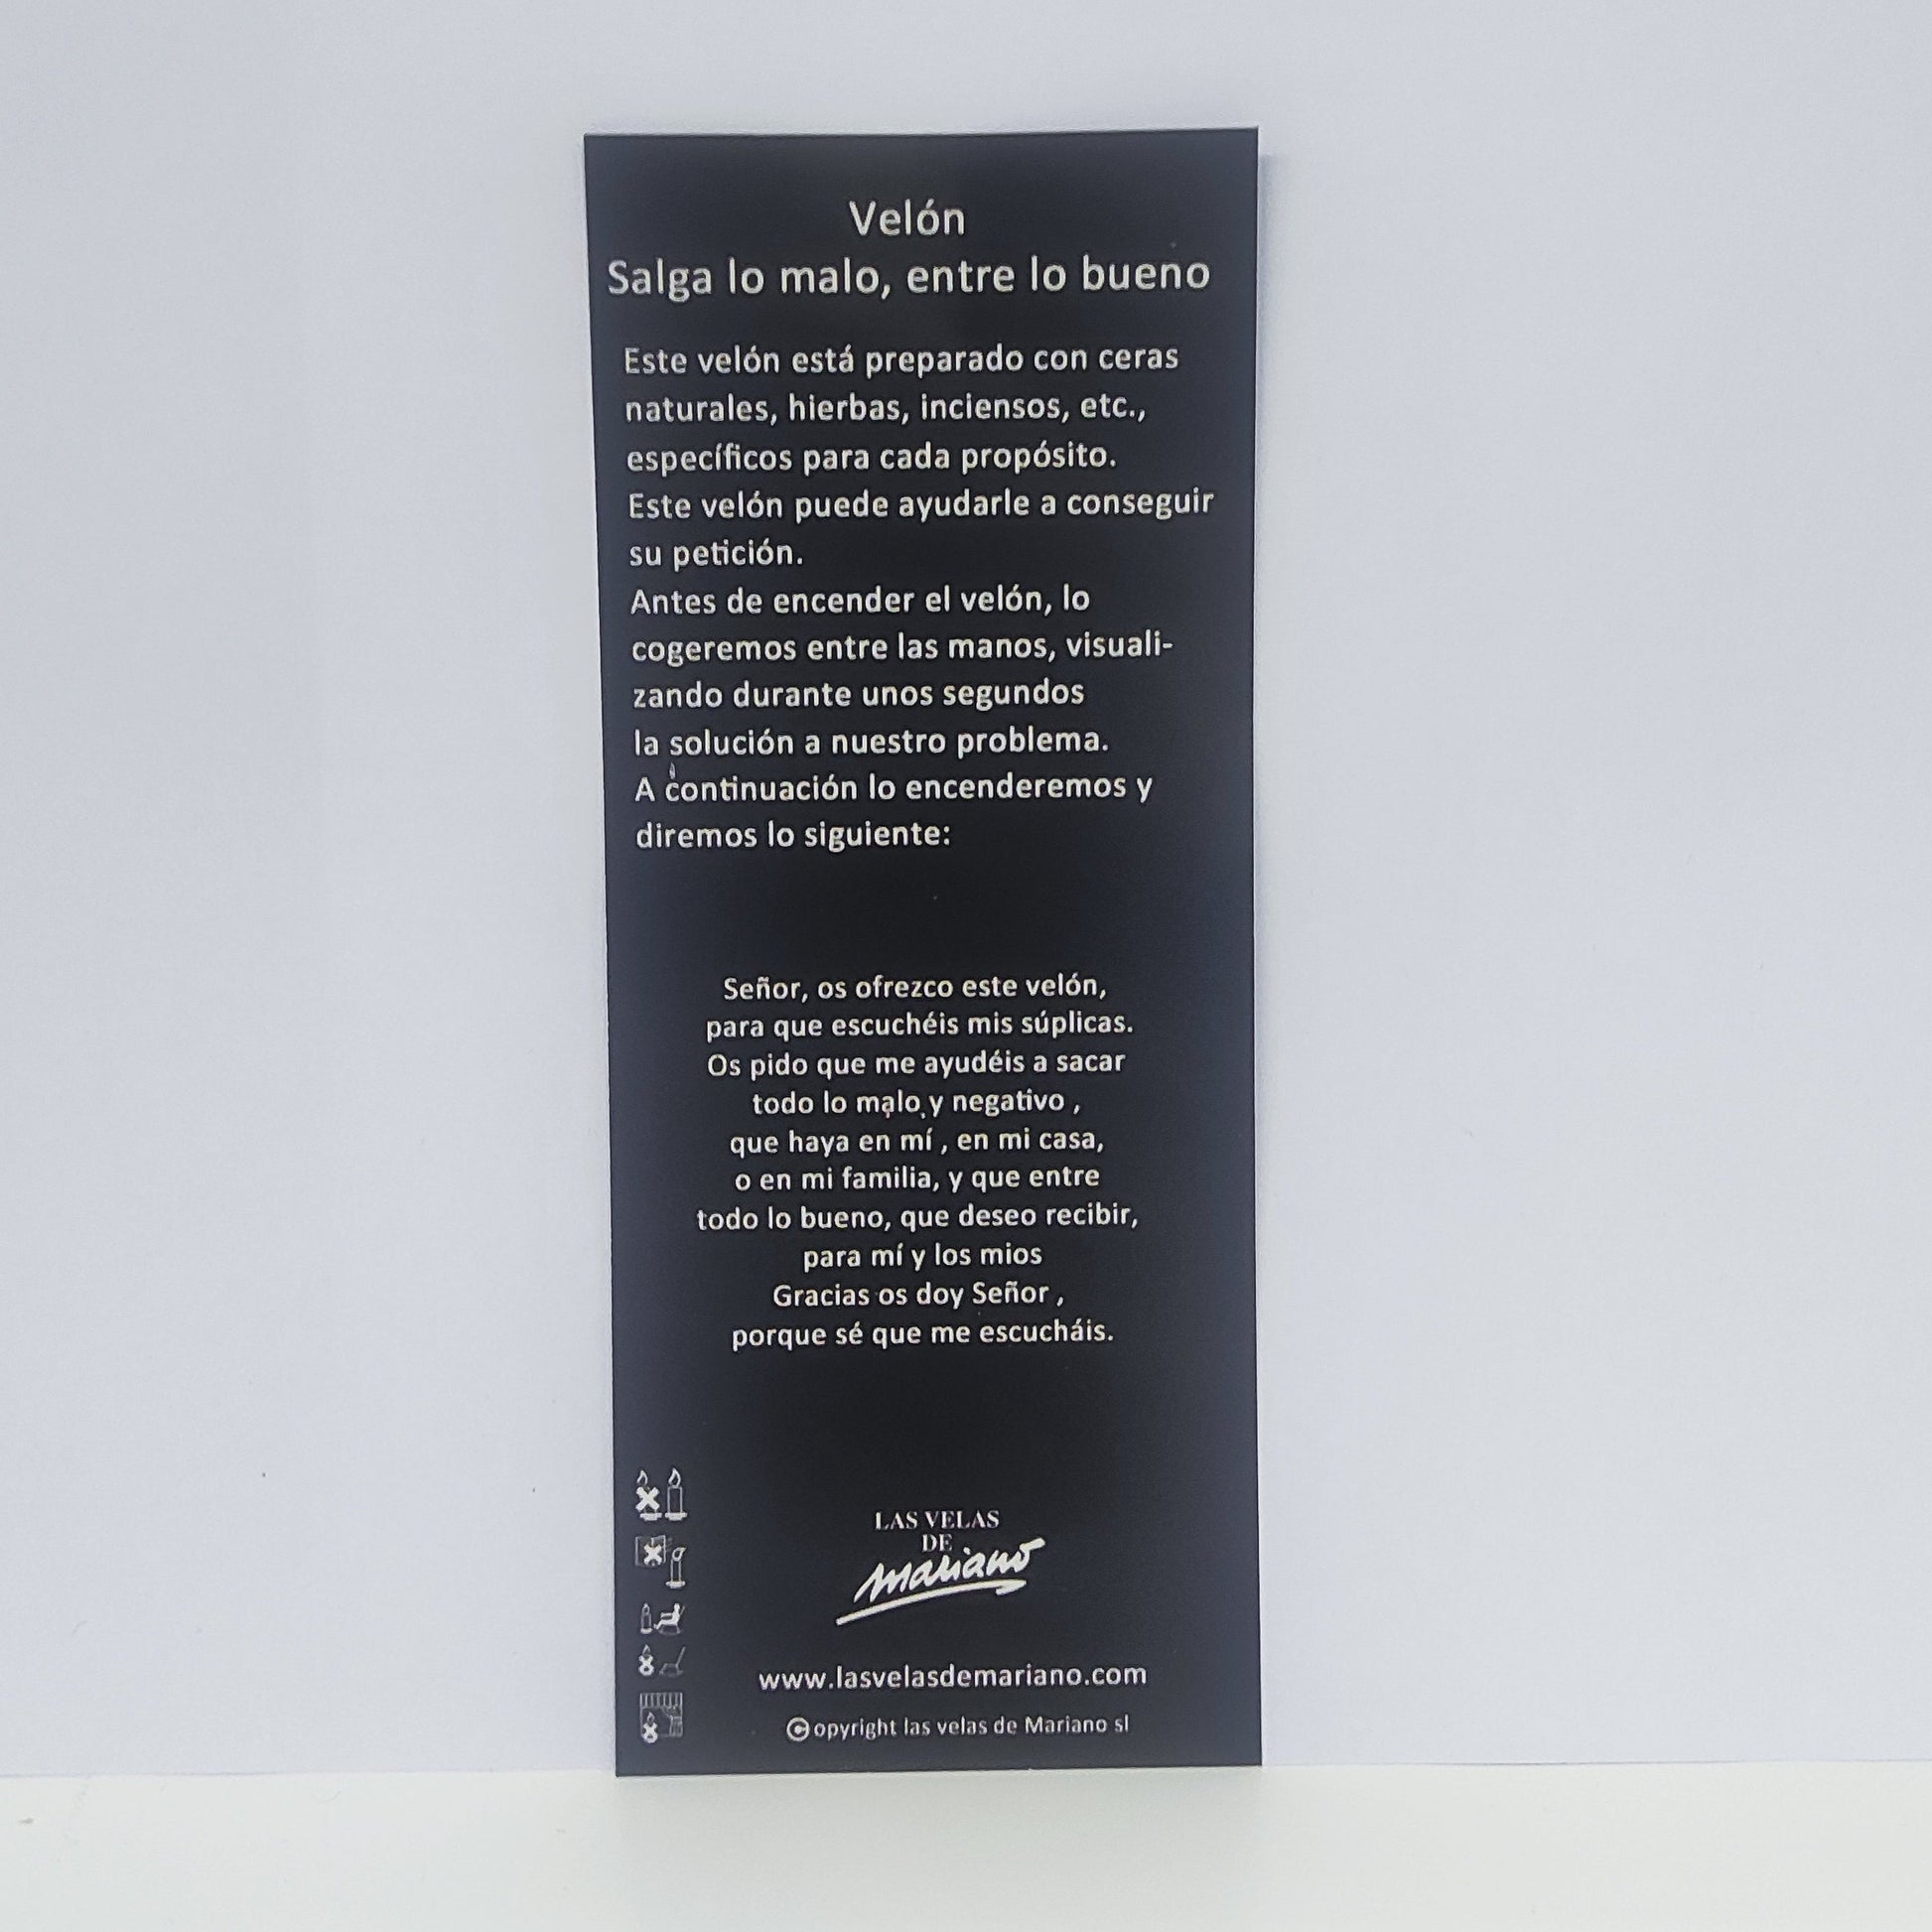 Velón
Salga lo malo, entre lo bueno
Este velón está preparado con ceras
naturales, hierbas, inciensos, etc.,
específicos para cada propósito.
Este velón puede ayudarle a conseguir
su petición.
Antes de encender el velón, lo
cogeremos entre las manos, visuali-
zando durante unos segundos
la solución a nuestro problema.
A continuación lo encenderemos y
diremos lo siguiente:
Señor, os ofrezco este velón,
para que escuchéis mis súplicas.
Os pido que me ayudéis a sacar
todo lo malo y negativo ,
que haya en mí , en mi casa,
o en mi familia, y que entre
todo lo bueno, que deseo recibir,
para mí y los mios
Gracias os doy Señor ,
porque sé que me escucháis.
LAS VELAS
DE
Mariano
www.lasvelasdemariano.com
©opyright las velas de Mariano sl